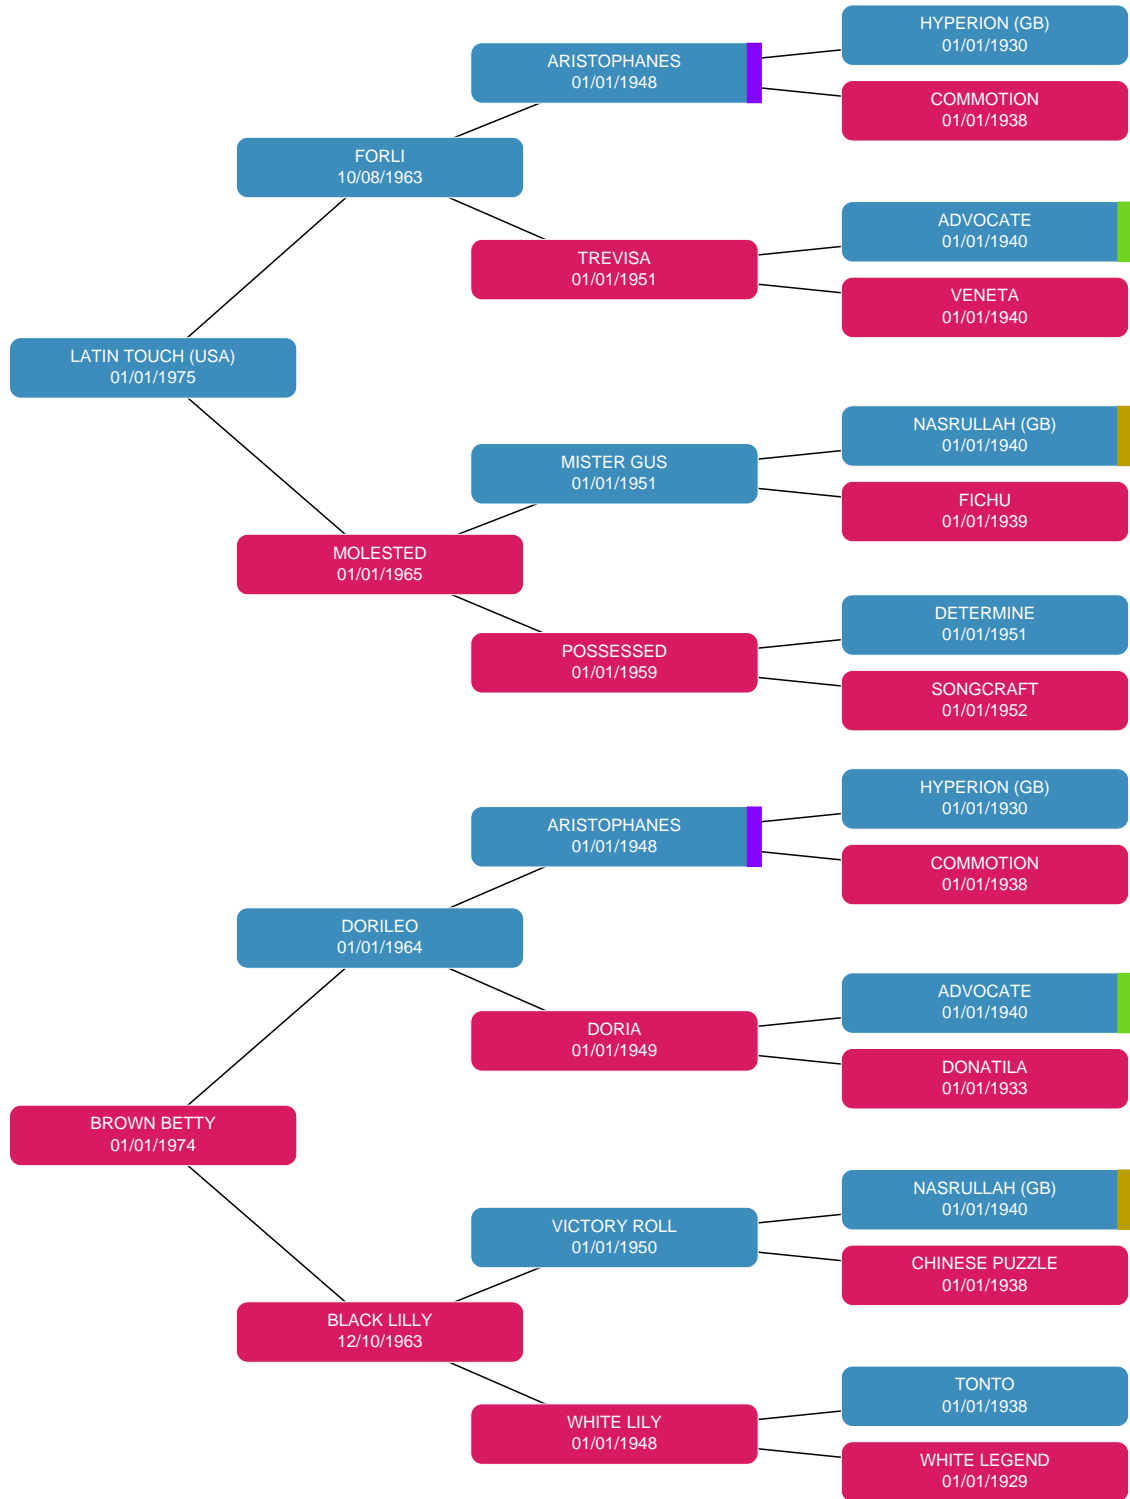 HYPERION (GB)
01/01/1930
ARISTOPHANES
01/01/1948
COMMOTION
01/01/1938
FORLI
10/08/1963
ADVOCATE
01/01/1940
TREVISA
01/01/1951
VENETA
01/01/1940
LATIN TOUCH (USA)
01/01/1975
NASRULLAH (GB)
01/01/1940
MISTER GUS
01/01/1951
FICHU
01/01/1939
MOLESTED
01/01/1965
DETERMINE
01/01/1951
POSSESSED
01/01/1959
SONGCRAFT
01/01/1952
HYPERION (GB)
01/01/1930
ARISTOPHANES
01/01/1948
COMMOTION
01/01/1938
DORILEO
01/01/1964
ADVOCATE
01/01/1940
DORIA
01/01/1949
DONATILA
01/01/1933
BROWN BETTY
01/01/1974
NASRULLAH (GB)
01/01/1940
VICTORY ROLL
01/01/1950
CHINESE PUZZLE
01/01/1938
BLACK LILLY
12/10/1963
TONTO
01/01/1938
WHITE LILY
01/01/1948
WHITE LEGEND
01/01/1929